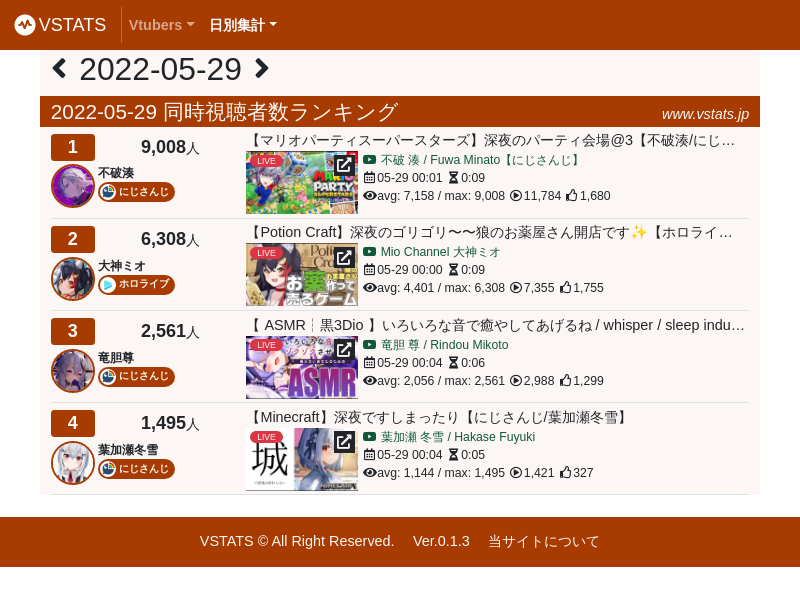 VSTATS Vtubers 日別集計
2022-05-29
2022-05-29 同時視聴者数ランキング www.vstats.jp
1 9,008人
不破湊
にじさんじ
【マリオパーティスーパースターズ】深夜のパーティ会場@3【不破湊/にじ…
LIVE
MARIO
PARTY
不破 湊 / Fuwa Minato【にじさんじ】
05-29 00:01 0:09
avg: 7,158 / max: 9,008 11,784 1,680
2 6,308人
大神ミオ
ホロライブ
【Potion Craft】深夜のゴリゴリ〜〜狼のお薬屋さん開店です✨【ホロライ…
LIVE
お薬作って
売るゲーム
Mio Channel 大神ミオ
05-29 00:00 0:09
avg: 4,401 / max: 6,308 7,355 1,755
3 2,561人
竜胆尊
にじさんじ
【 ASMR┊黒3Dio 】いろいろな音で癒やしてあげるね / whisper / sleep indu…
LIVE
ASMR
竜胆 尊 / Rindou Mikoto
05-29 00:04 0:06
avg: 2,056 / max: 2,561 2,988 1,299
4 1,495人
葉加瀬冬雪
にじさんじ
【Minecraft】深夜ですしまったり【にじさんじ/葉加瀬冬雪】
LIVE
城
葉加瀬 冬雪 / Hakase Fuyuki
05-29 00:04 0:05
avg: 1,144 / max: 1,495 1,421 327
VSTATS © All Right Reserved. Ver.0.1.3 当サイトについて